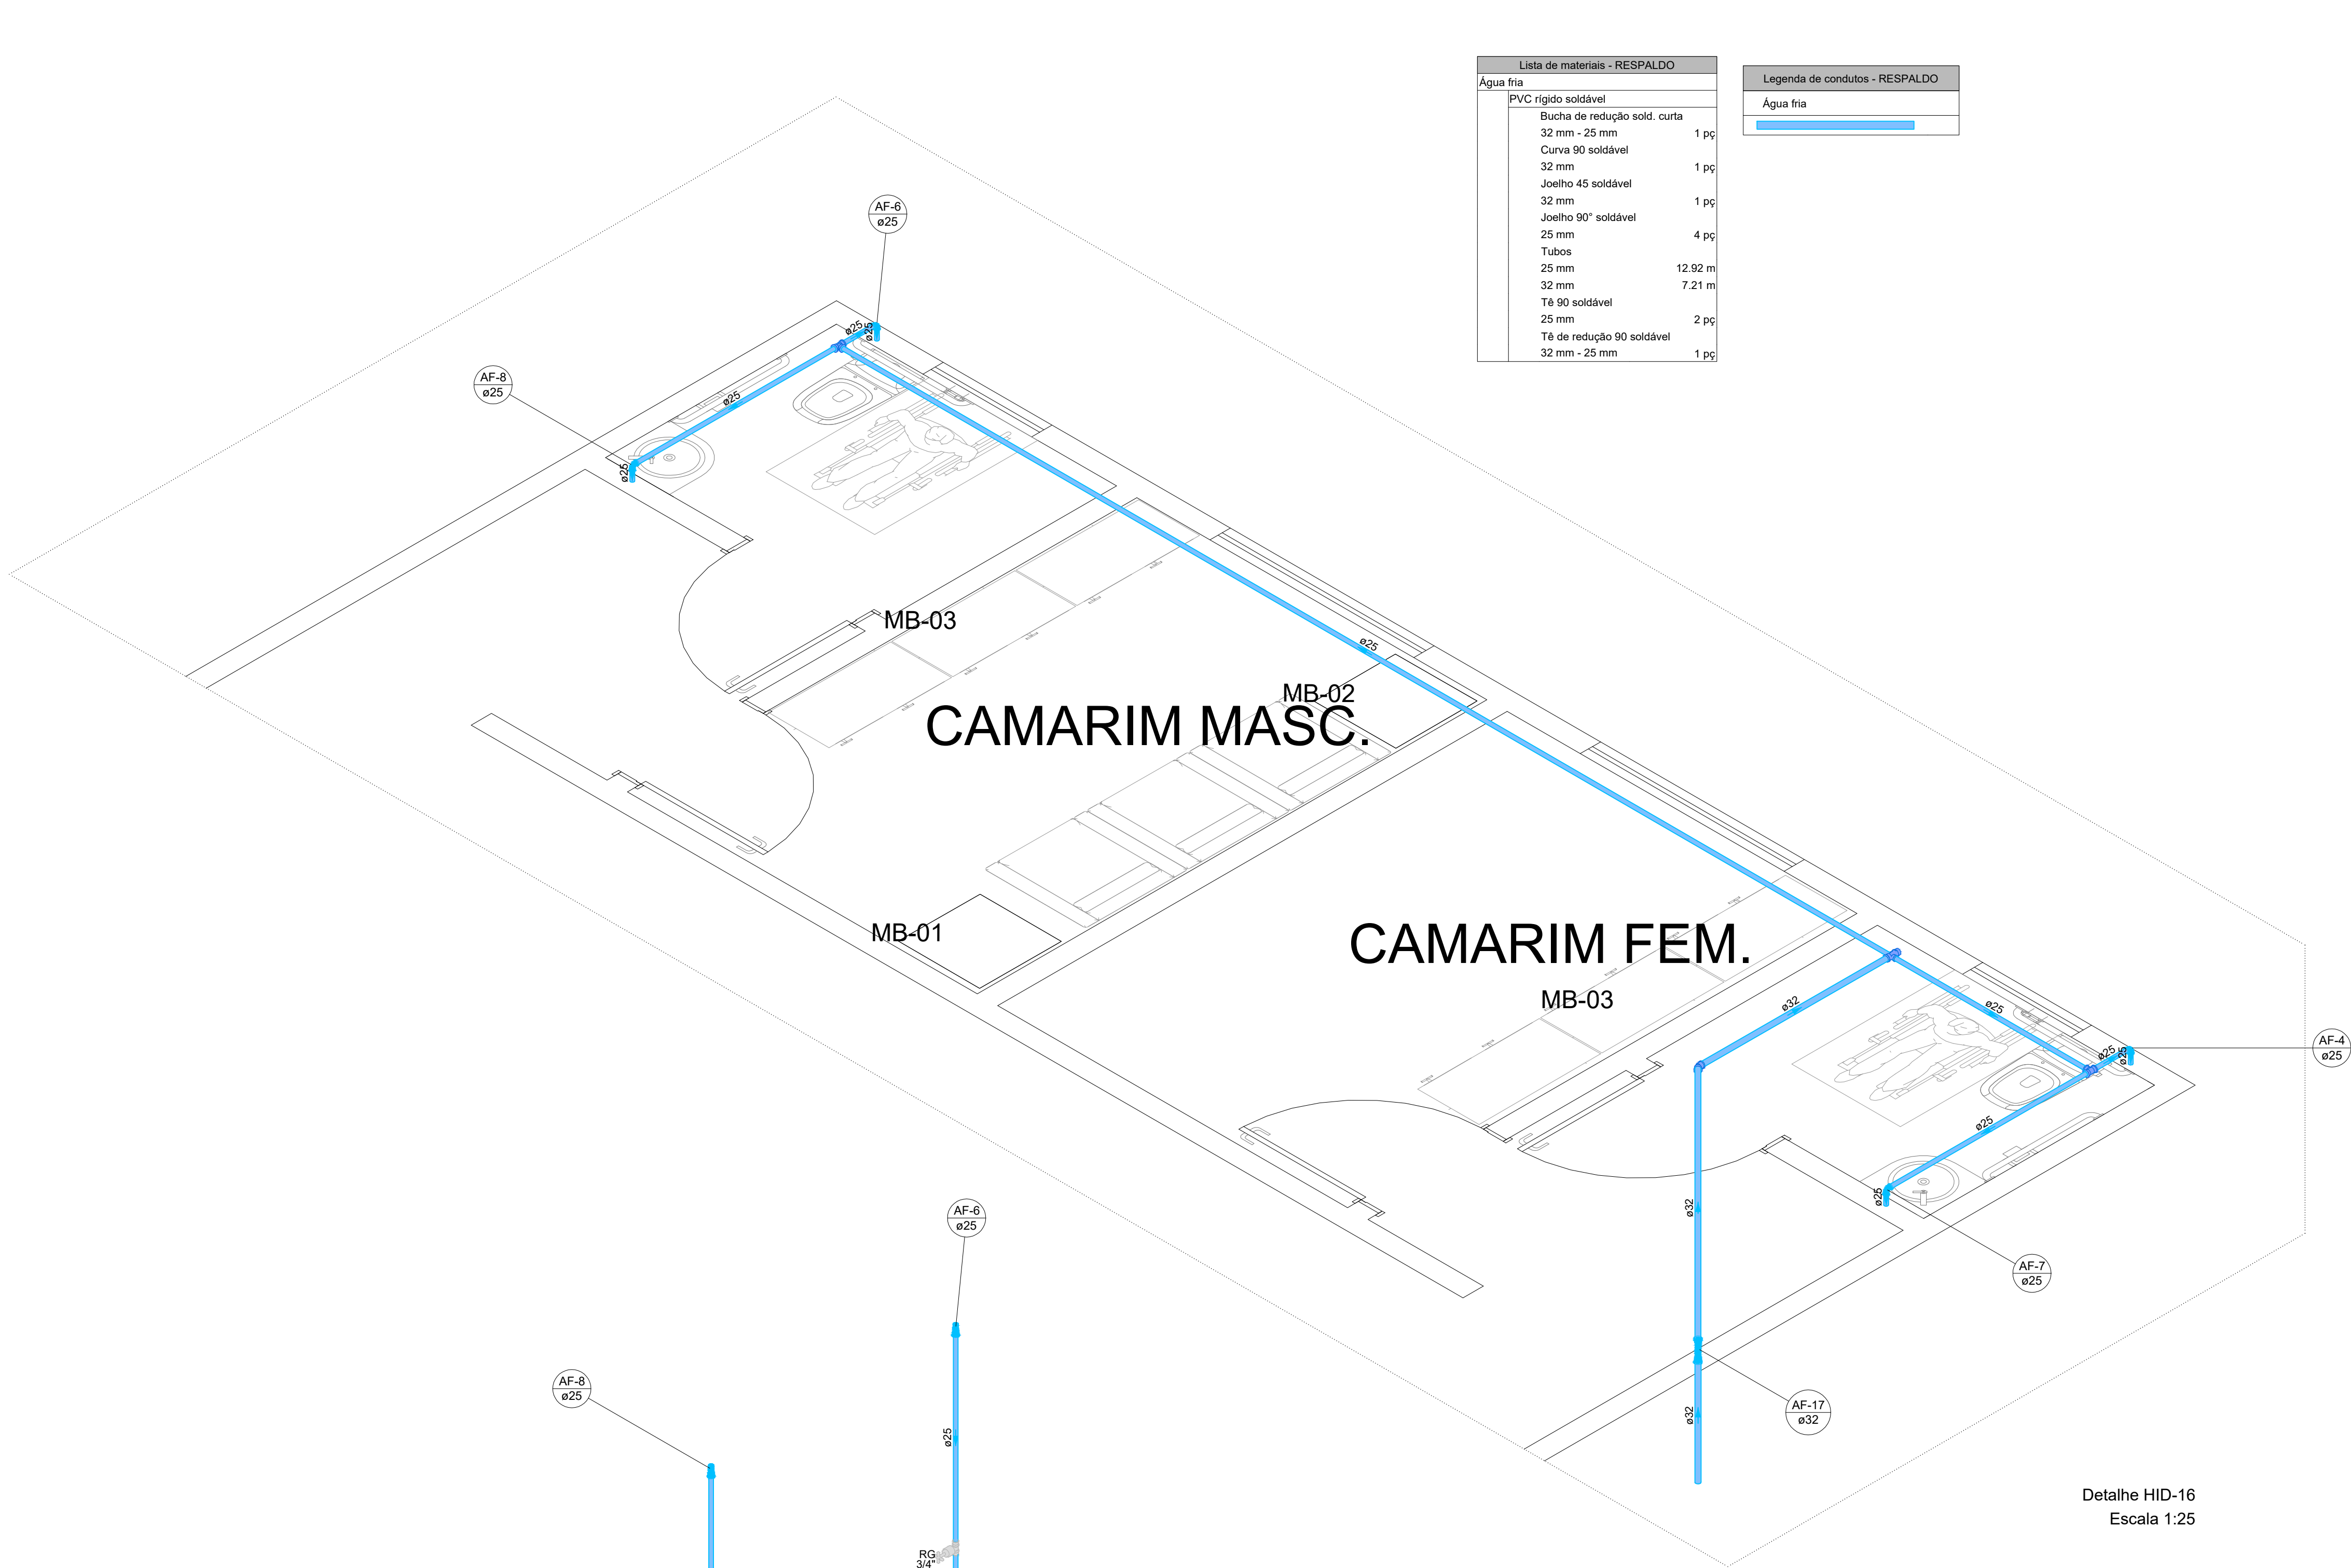 Lista de materiais - RESPALDO
Água fria
PVC rígido soldável
Bucha de redução sold. curta
32 mm - 25 mm 1 pç
Curva 90 soldável
32 mm 1 pç
Joelho 45 soldável
32 mm 1 pç
Joelho 90° soldável
25 mm 4 pç
Tubos
25 mm 12.92 m
32 mm 7.21 m
Tê 90 soldável
25 mm 2 pç
Tê de redução 90 soldável
32 mm - 25 mm 1 pç
Legenda de condutos - RESPALDO
Água fria
AF-6
ø25
ø25
ø25
AF-8
ø25
ø25
ø25
MB-03
ø25
MB-02
CAMARIM MASC.
MB-01
CAMARIM FEM.
MB-03
ø32
ø25
ø25
ø25
AF-4
ø25
ø25
ø25
ø32
AF-7
ø25
AF-6
ø25
AF-8
ø25
ø25
AF-17
ø32
ø32
RG
3/4"
Detalhe HID-16
Escala 1:25